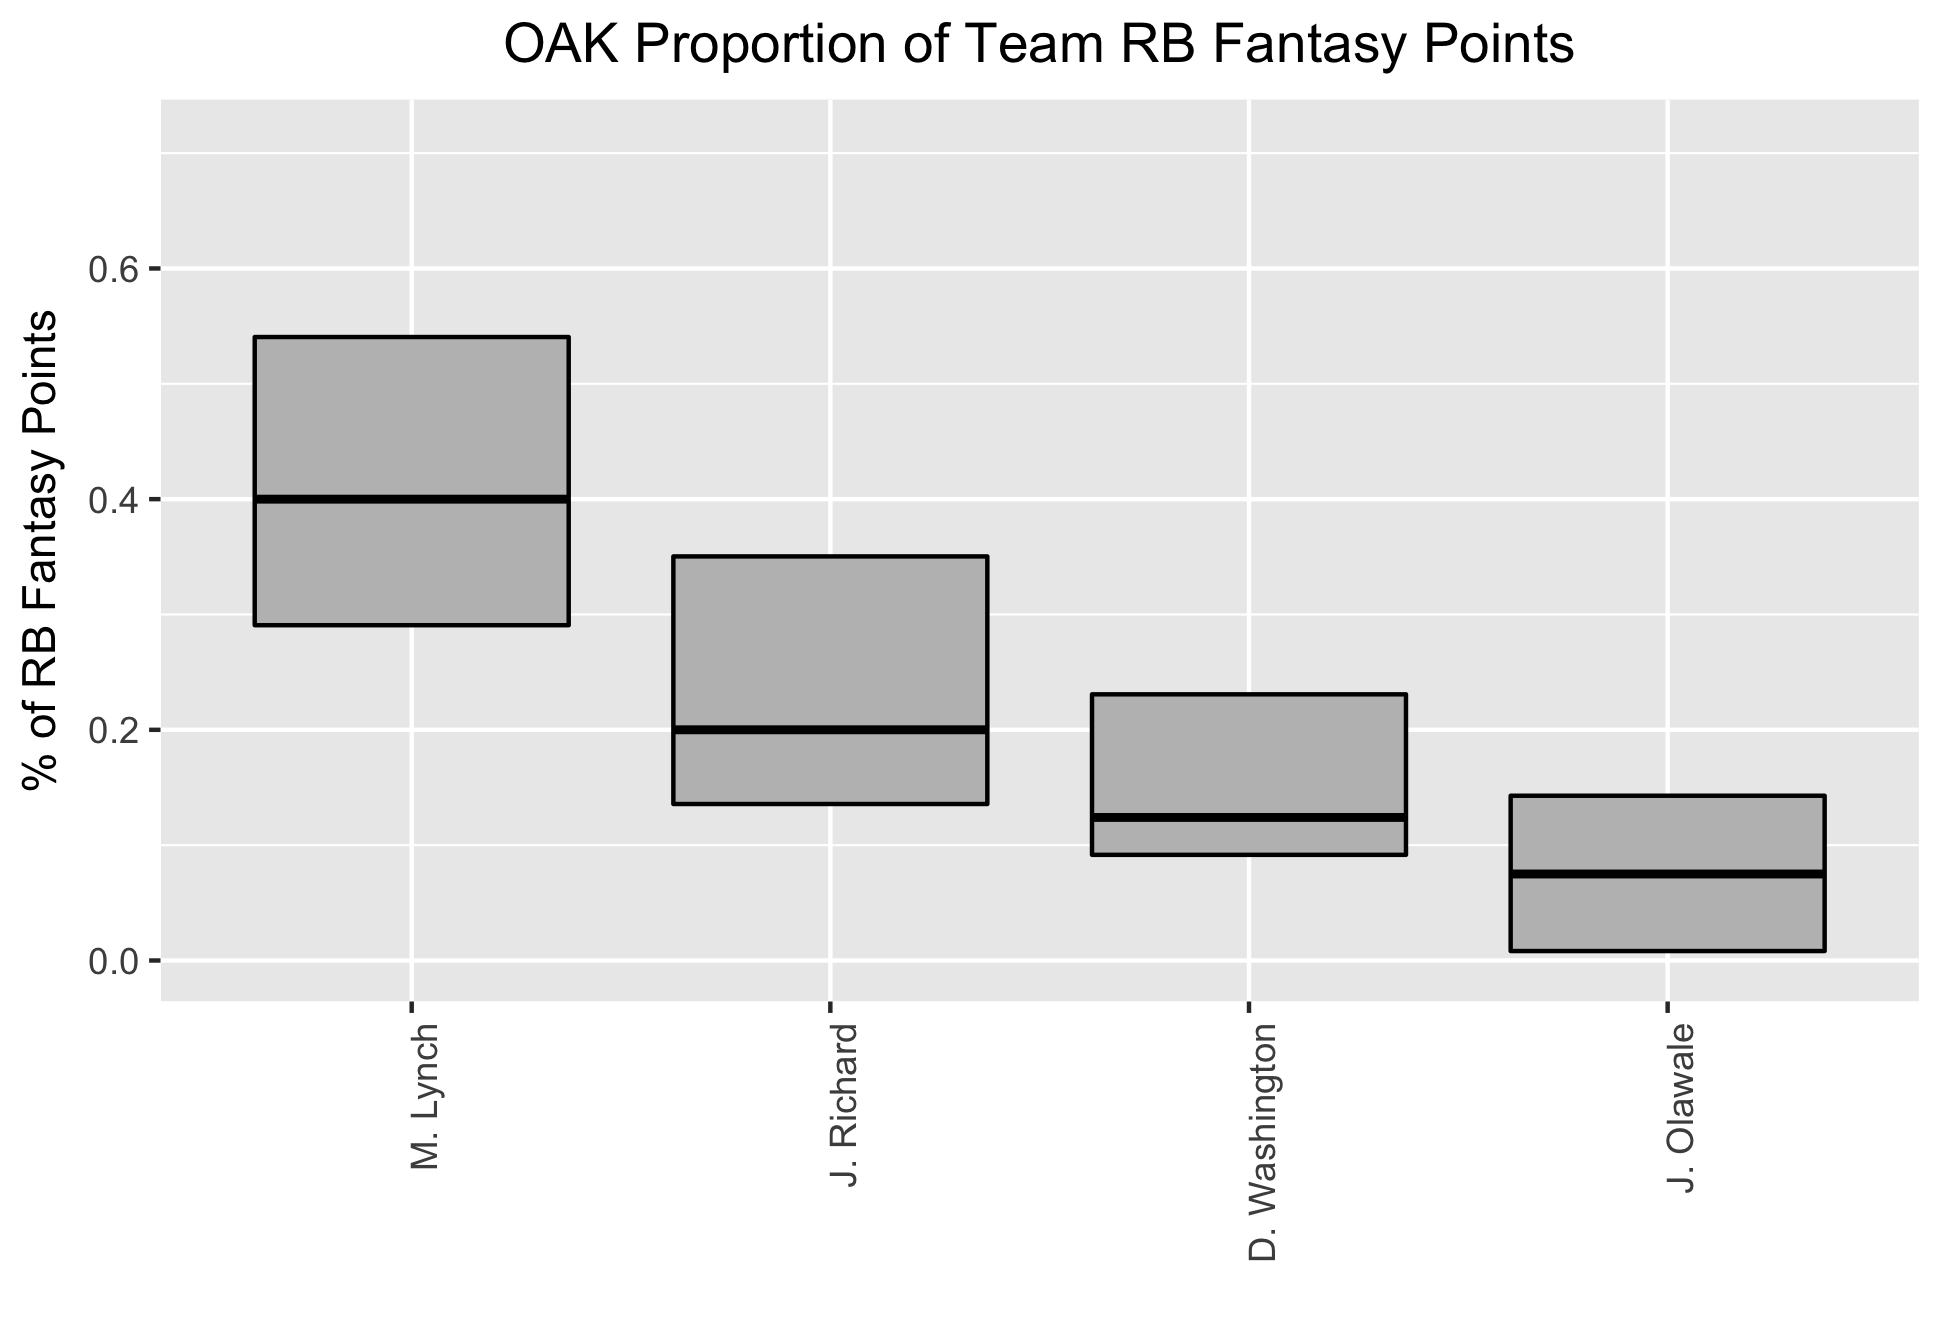 OAK Proportion of Team RB Fantasy Points
% of RB Fantasy Points
0.6
0.4
0.2
0.0
M. Lynch
J. Richard
D. Washington
J. Olawale